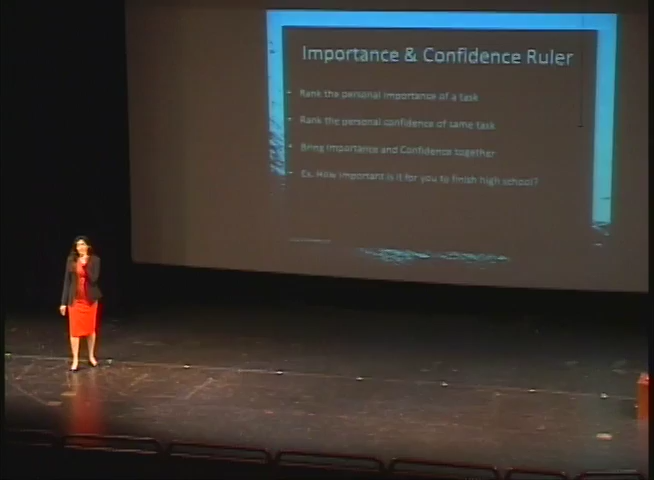 Importance & Confidence Ruler
• Rank the personal importance of a task
• Rank the personal confidence of same task
• Bring Importance and Confidence together
• Ex. How important is it for you to finish high school?